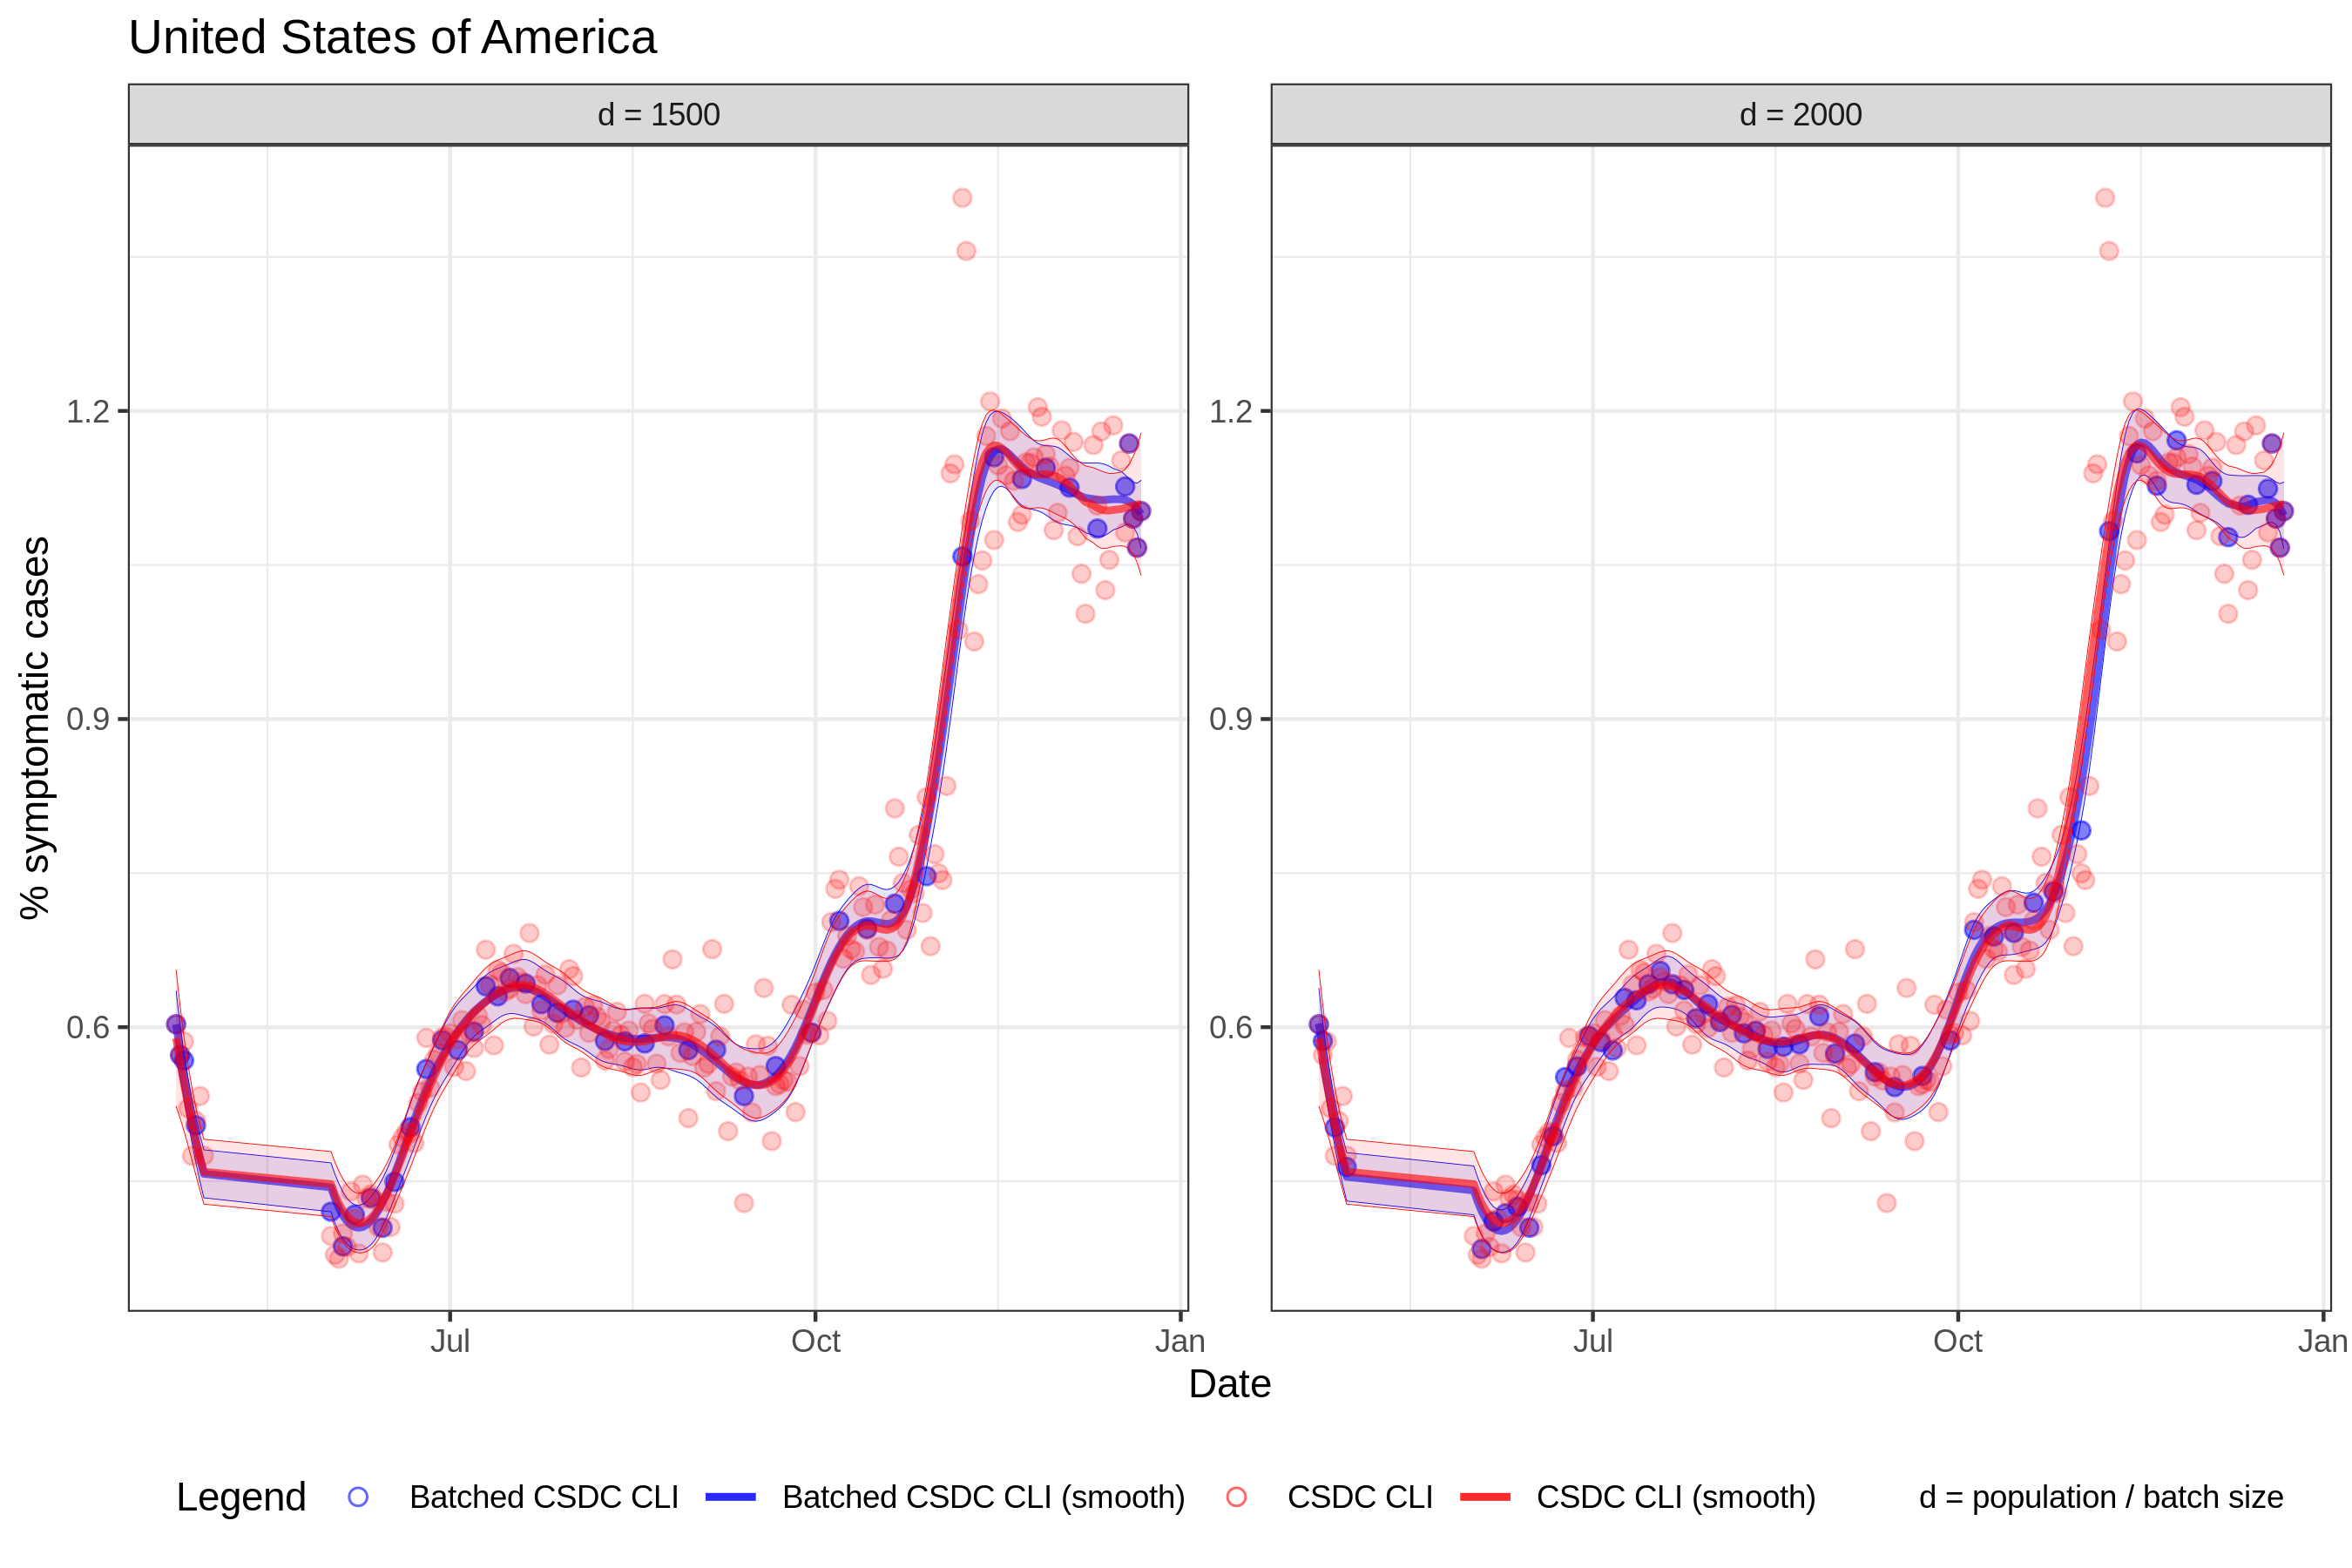 United States of America
d = 1500
d = 2000
% symptomatic cases
1.2
0.9
0.6
1.2
0.9
0.6
Jul
Oct
Jan
Jul
Oct
Jan
Date
Legend
Batched CSDC CLI
Batched CSDC CLI (smooth)
CSDC CLI
CSDC CLI (smooth)
d = population / batch size